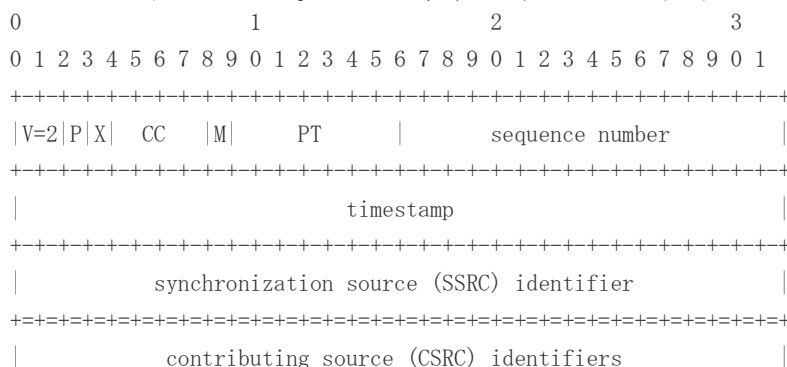 0                   1                   2                   3
0 1 2 3 4 5 6 7 8 9 0 1 2 3 4 5 6 7 8 9 0 1 2 3 4 5 6 7 8 9 0 1
+-+-+-+-+-+-+-+-+-+-+-+-+-+-+-+-+-+-+-+-+-+-+-+-+-+-+-+-+-+-+-+-+
|V=2|P|X|  CC   |M|     PT      |       sequence number         |
+-+-+-+-+-+-+-+-+-+-+-+-+-+-+-+-+-+-+-+-+-+-+-+-+-+-+-+-+-+-+-+-+
|                           timestamp                           |
+-+-+-+-+-+-+-+-+-+-+-+-+-+-+-+-+-+-+-+-+-+-+-+-+-+-+-+-+-+-+-+-+
|           synchronization source (SSRC) identifier            |
+=+=+=+=+=+=+=+=+=+=+=+=+=+=+=+=+=+=+=+=+=+=+=+=+=+=+=+=+=+=+=+=+
|            contributing source (CSRC) identifiers             |